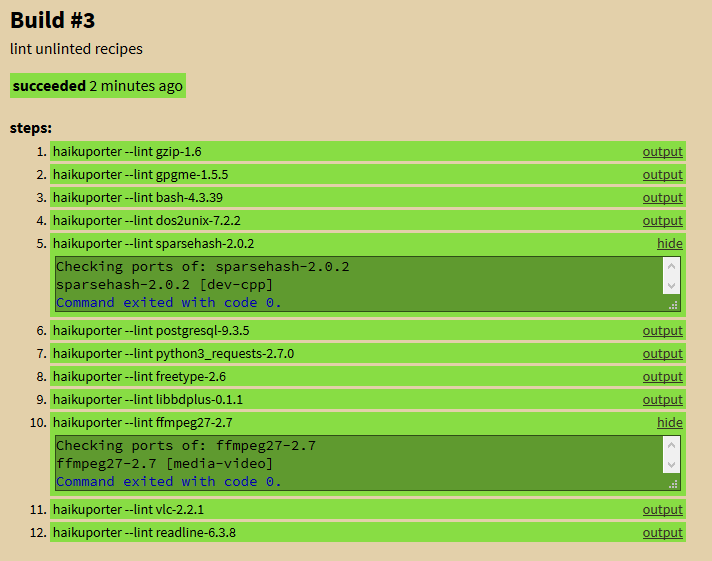 Build #3
lint unlinted recipes
succeeded 2 minutes ago
steps:
1. haikuporter --lint gzip-1.6 output
2. haikuporter --lint gpgme-1.5.5 output
3. haikuporter --lint bash-4.3.39 output
4. haikuporter --lint dos2unix-7.2.2 output
5. haikuporter --lint sparsehash-2.0.2 hide
Checking ports of: sparsehash-2.0.2
sparsehash-2.0.2 [dev-cpp]
Command exited with code 0.
6. haikuporter --lint postgresql-9.3.5 output
7. haikuporter --lint python3_requests-2.7.0 output
8. haikuporter --lint freetype-2.6 output
9. haikuporter --lint libbdplus-0.1.1 output
10. haikuporter --lint ffmpeg27-2.7 hide
Checking ports of: ffmpeg27-2.7
ffmpeg27-2.7 [media-video]
Command exited with code 0.
11. haikuporter --lint vlc-2.2.1 output
12. haikuporter --lint readline-6.3.8 output